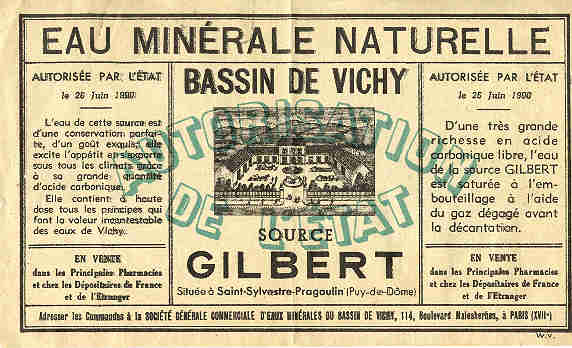 EAU MINÉRALE NATURELLE
AUTORISÉE PAR L'ÉTAT
le 26 Juin 1900
L'eau de cette source est
d'une conservation parfai-
te, d'un goût exquis, elle
excite l'appétit et s'exporte
sous tous les climats grâce
à sa grande quantité
d'acide carbonique.
Elle contient à haute
dose tous les principes qui
font la valeur incontestable
des eaux de Vichy.
EN VENTE
dans les Principales Pharmacies
et chez les Dépositaires de France
et de l'Etranger
BASSIN DE VICHY
AUTORISATION
DE L'ÉTAT
SOURCE
GILBERT
Située à Saint-Sylvestre-Pragoulin (Puy-de-Dôme)
AUTORISÉE PAR L'ÉTAT
le 26 Juin 1900
D'une très grande
richesse en acide
carbonique libre, l'eau
de la source GILBERT
est saturée à l'em-
bouteillage à l'aide
du gaz dégagé avant
la décantation.
EN VENTE
dans les Principales Pharmacies
et chez les Dépositaires de France
et de l'Etranger
Adresser les Commandes à la SOCIÉTÉ GÉNÉRALE COMMERCIALE D'EAUX MINÉRALES DU BASSIN DE VICHY, 114, Boulevard Malesherbes, à PARIS (XVIIe)
W.V.